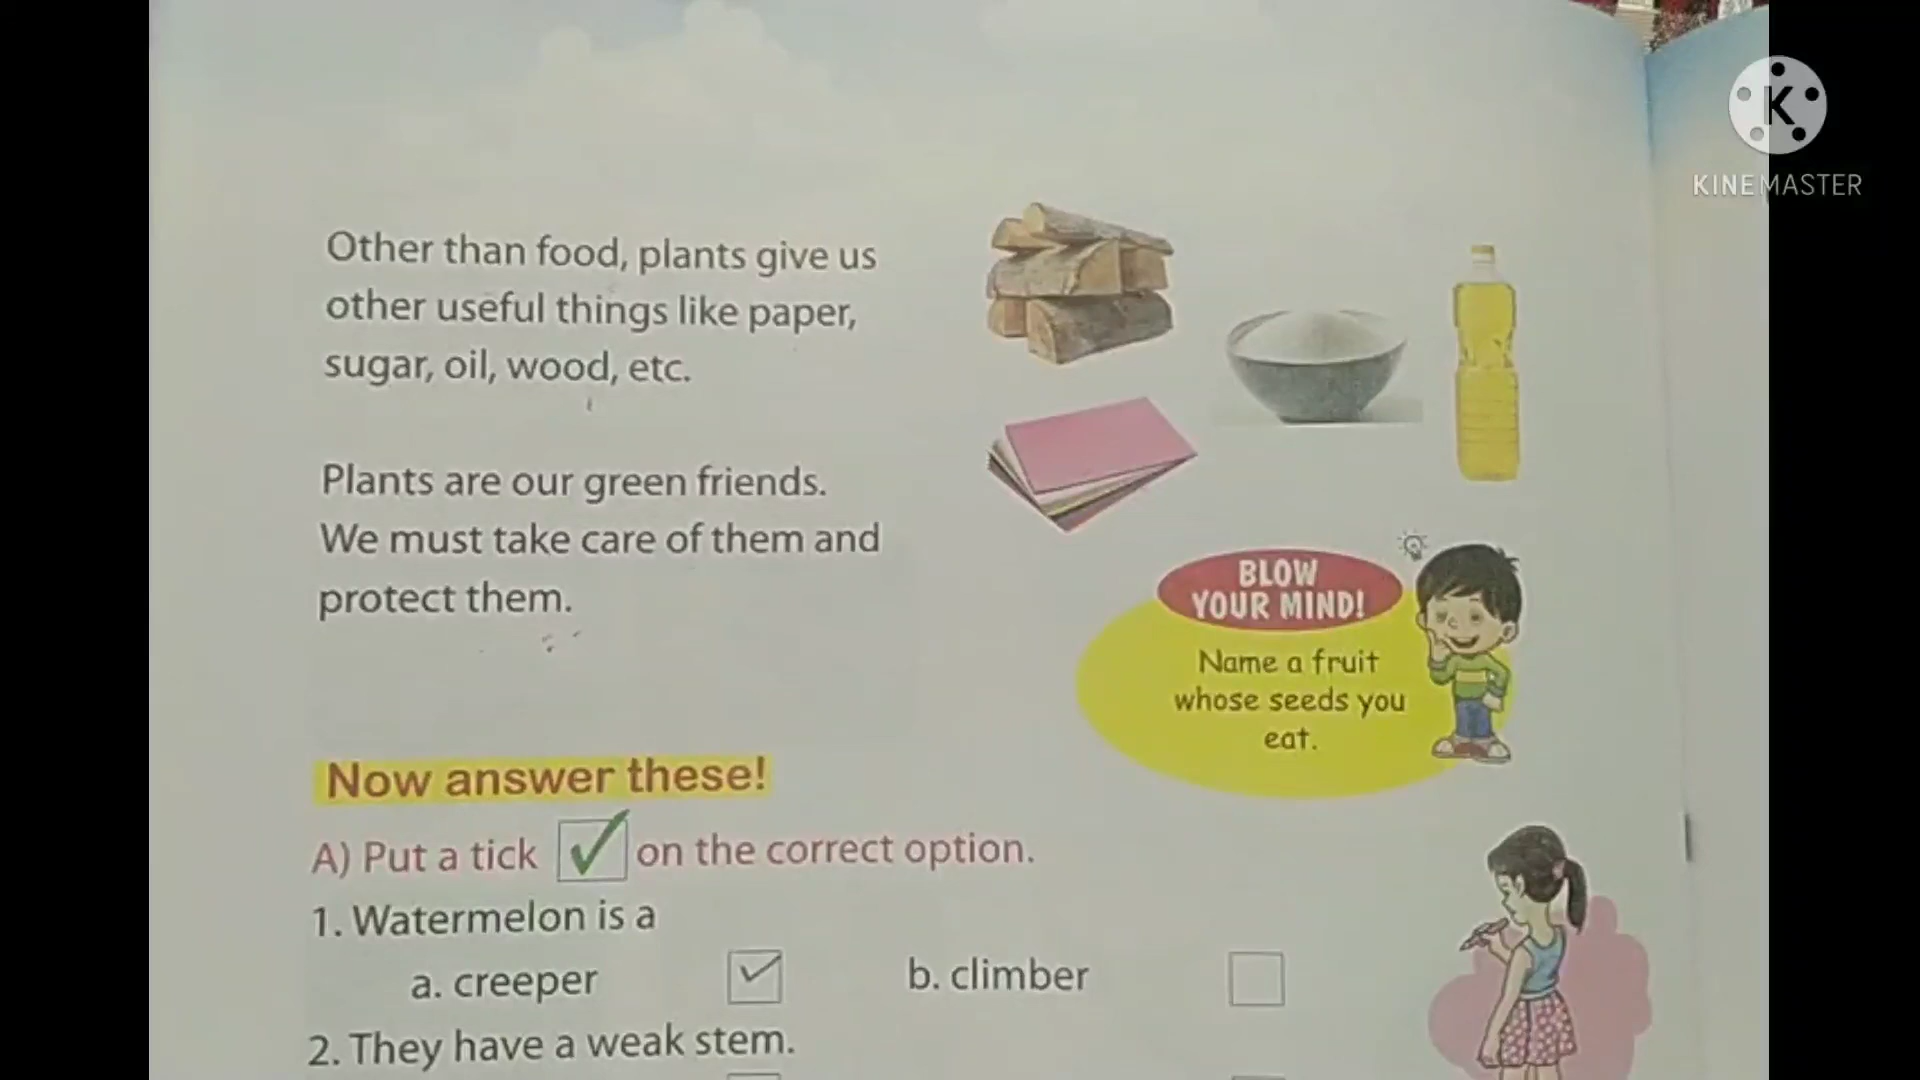 K
KINEMASTER
Other than food, plants give us
other useful things like paper,
sugar, oil, wood, etc.
Plants are our green friends.
We must take care of them and
protect them.
BLOW
YOUR MIND!
Name a fruit
whose seeds you
eat.
Now answer these!
A) Put a tick ✓ on the correct option.
1. Watermelon is a
a. creeper ✓ b. climber
2. They have a weak stem.